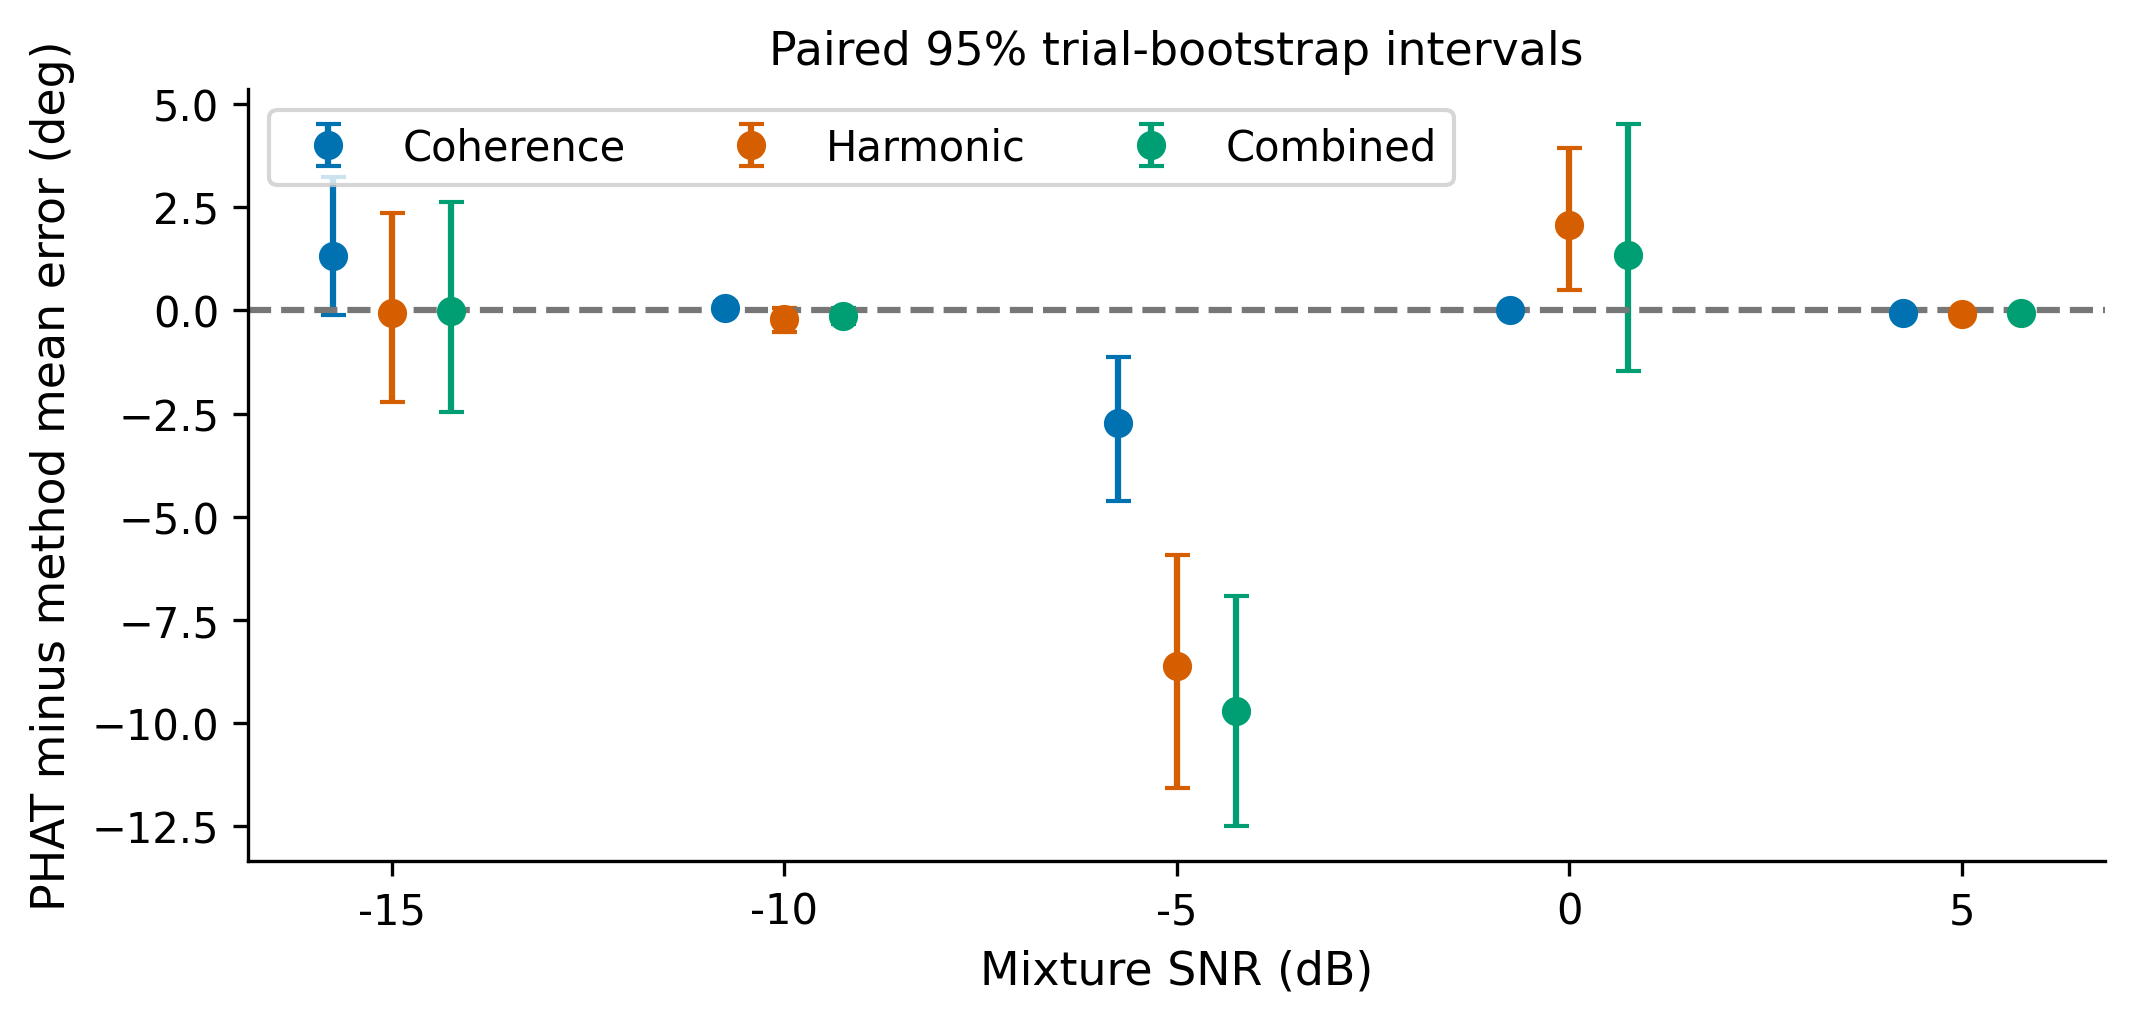 Paired 95% trial-bootstrap intervals
PHAT minus method mean error (deg)
Coherence Harmonic Combined
5.0
2.5
0.0
−2.5
−5.0
−7.5
−10.0
−12.5
-15 -10 -5 0 5
Mixture SNR (dB)